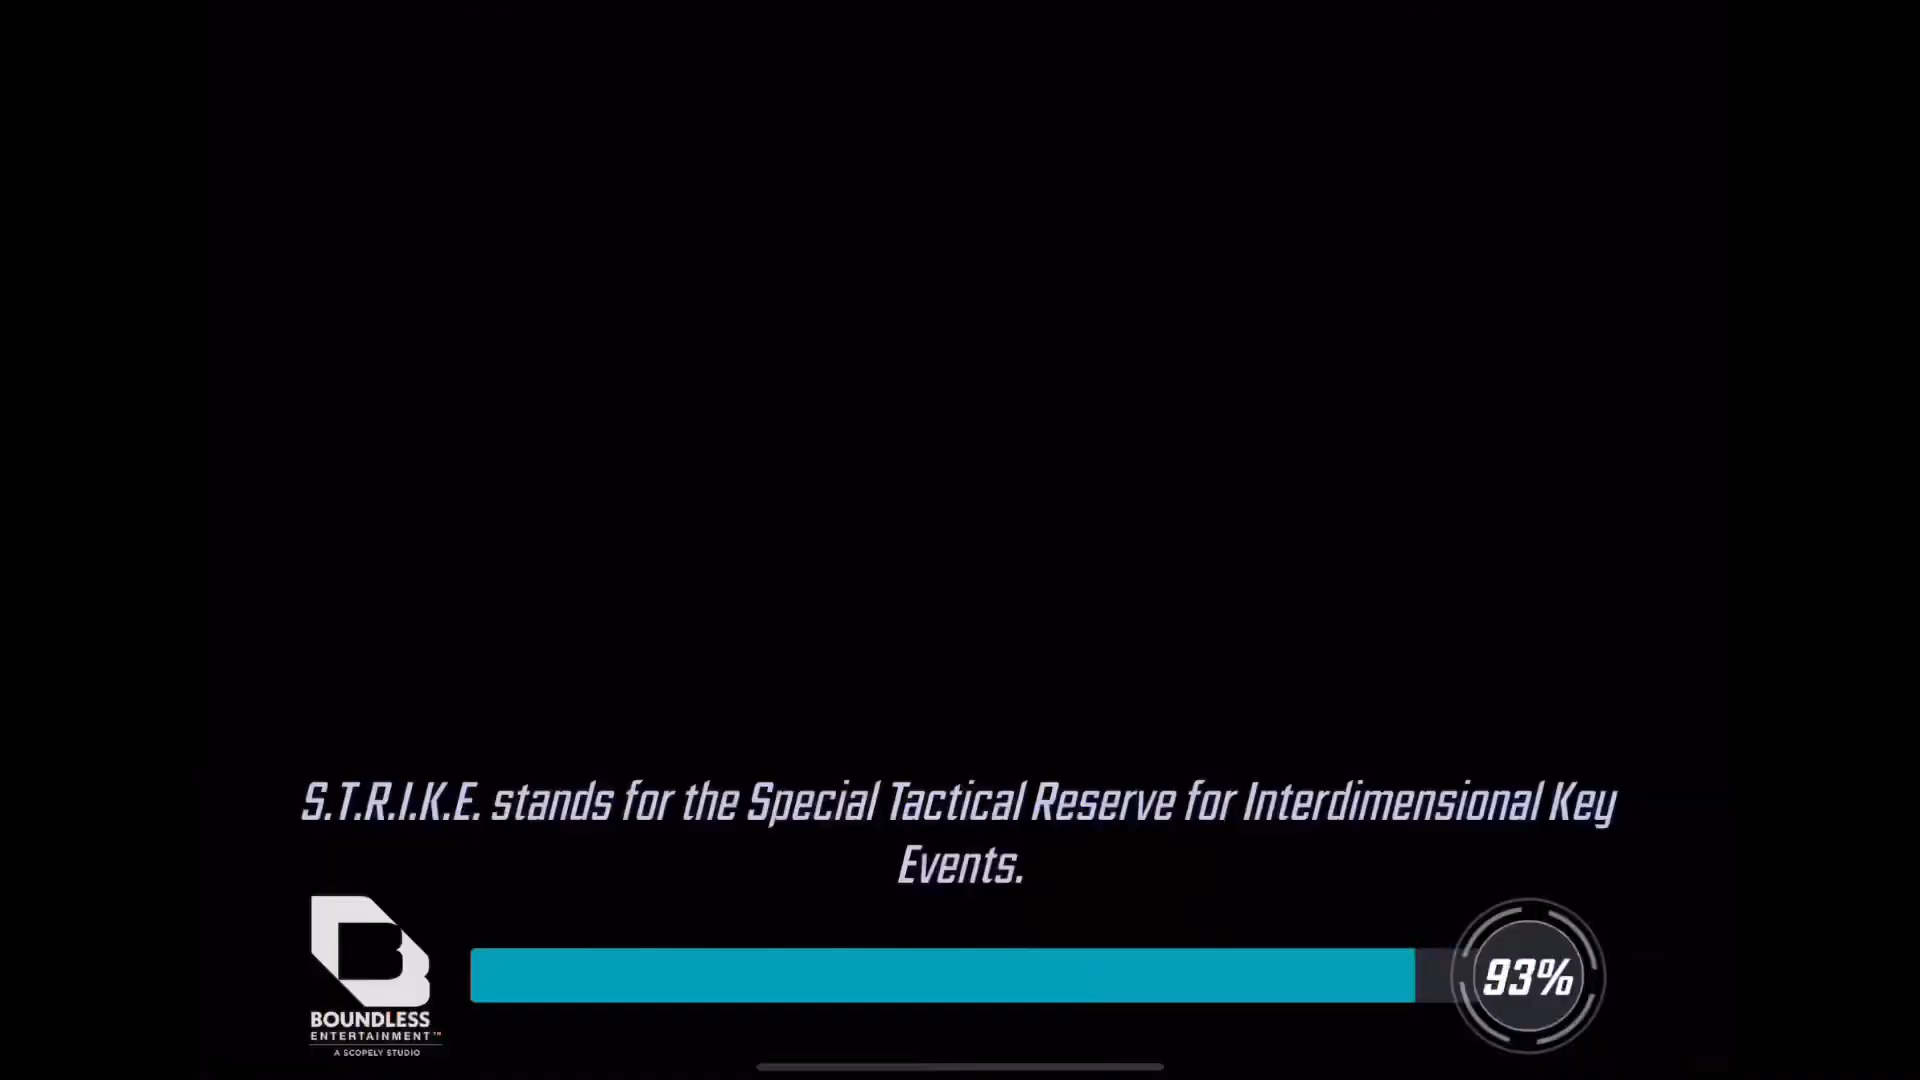 S.T.R.I.K.E. stands for the Special Tactical Reserve for Interdimensional Key
Events.
93%
BOUNDLESS
ENTERTAINMENT™
A SCOPELY STUDIO